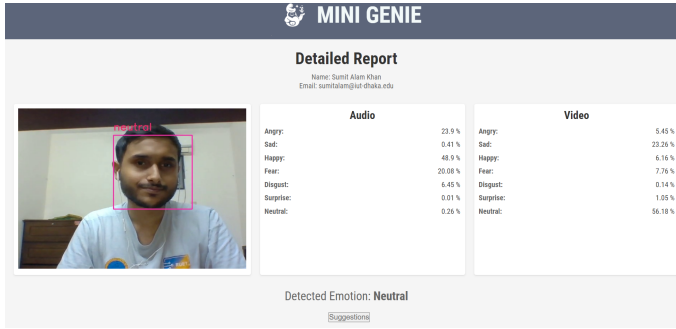 MINI GENIE
Detailed Report
Name: Sumit Alam Khan
Email: sumitalam@iut-dhaka.edu
neutral
Audio
Angry: 23.9 %
Sad: 0.41 %
Happy: 48.9 %
Fear: 20.08 %
Disgust: 6.45 %
Surprise: 0.01 %
Neutral: 0.26 %
Video
Angry: 5.45 %
Sad: 23.26 %
Happy: 6.16 %
Fear: 7.76 %
Disgust: 0.14 %
Surprise: 1.05 %
Neutral: 56.18 %
Detected Emotion: Neutral
Suggestions